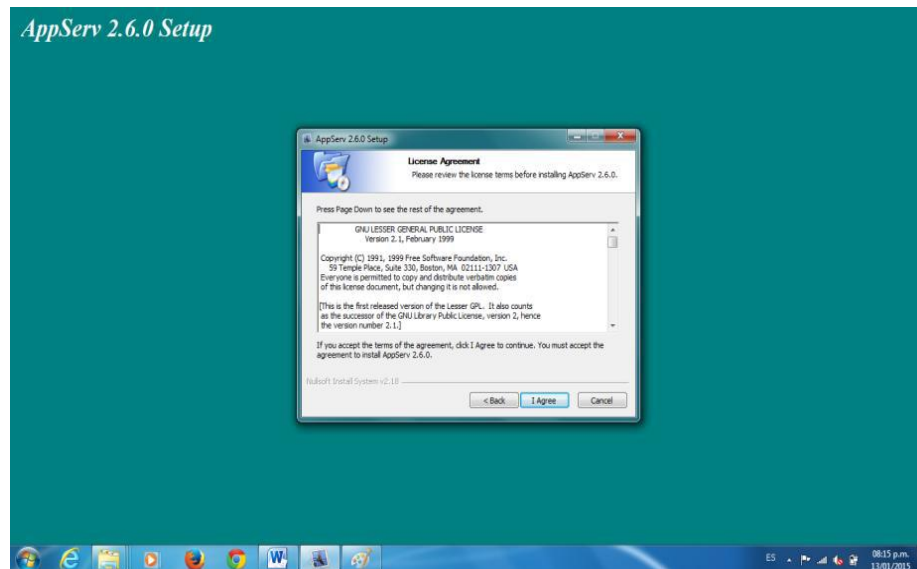 AppServ 2.6.0 Setup
AppServ 2.6.0 Setup
License Agreement
Please review the license terms before installing AppServ 2.6.0.
Press Page Down to see the rest of the agreement.
GNU LESSER GENERAL PUBLIC LICENSE
Version 2.1, February 1999
Copyright (C) 1991, 1999 Free Software Foundation, Inc.
59 Temple Place, Suite 330, Boston, MA 02111-1307 USA
Everyone is permitted to copy and distribute verbatim copies
of this license document, but changing it is not allowed.
[This is the first released version of the Lesser GPL. It also counts
as the successor of the GNU Library Public License, version 2, hence
the version number 2.1.]
If you accept the terms of the agreement, click I Agree to continue. You must accept the
agreement to install AppServ 2.6.0.
Nullsoft Install System v2.18
< Back I Agree Cancel
ES 08:15 p.m.
13/01/2015